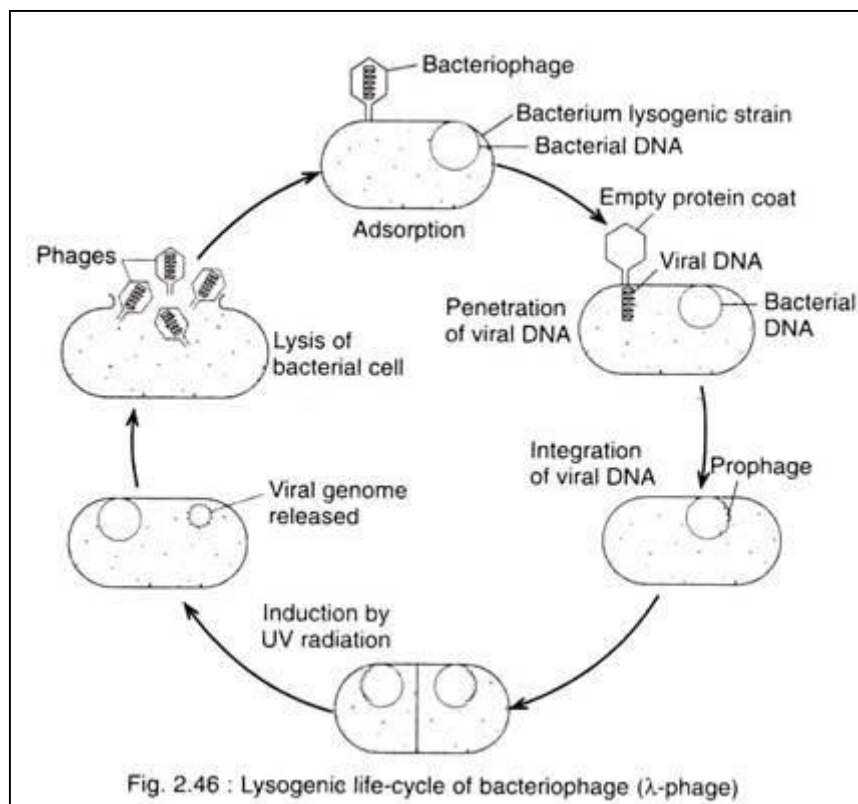 Bacteriophage
Bacterium lysogenic strain
Bacterial DNA
Adsorption
Empty protein coat
Viral DNA
Penetration
of viral DNA
Bacterial
DNA
Integration
of viral DNA
Prophage
Induction by
UV radiation
Viral genome
released
Phages
Lysis of
bacterial cell
Fig. 2.46 : Lysogenic life-cycle of bacteriophage (λ-phage)